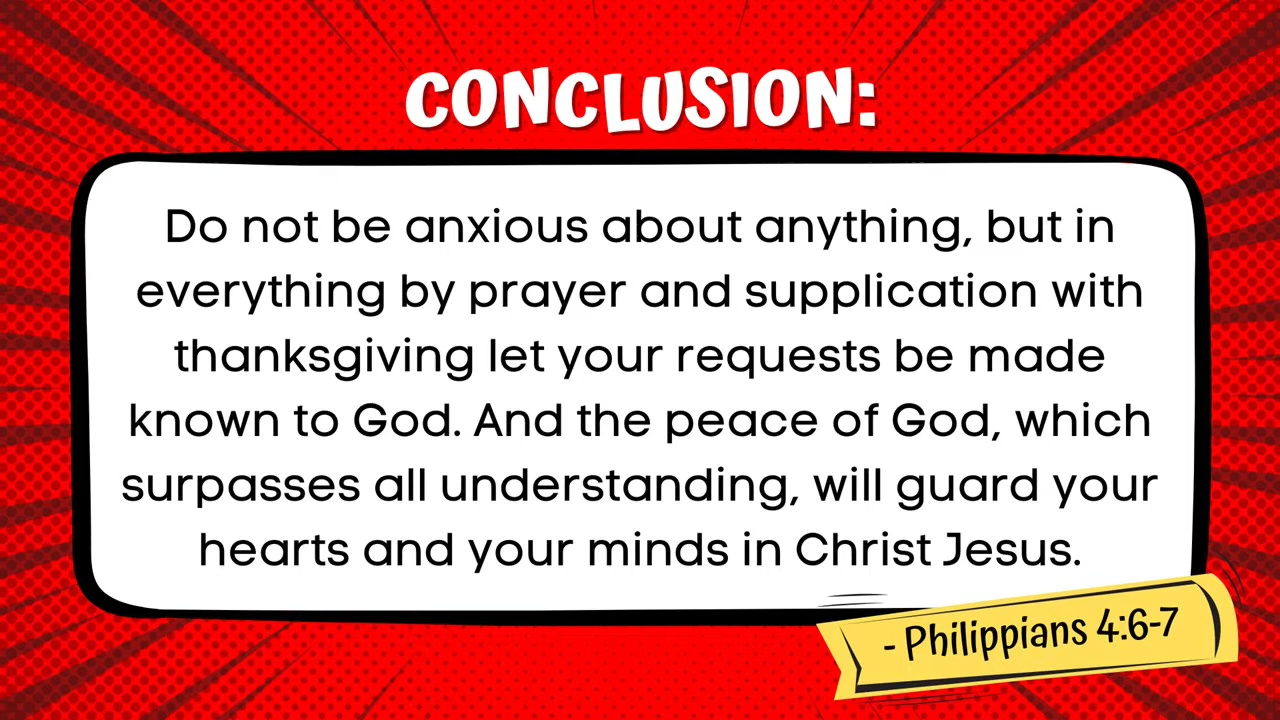 CONCLUSION:
Do not be anxious about anything, but in
everything by prayer and supplication with
thanksgiving let your requests be made
known to God. And the peace of God, which
surpasses all understanding, will guard your
hearts and your minds in Christ Jesus.
- Philippians 4:6-7